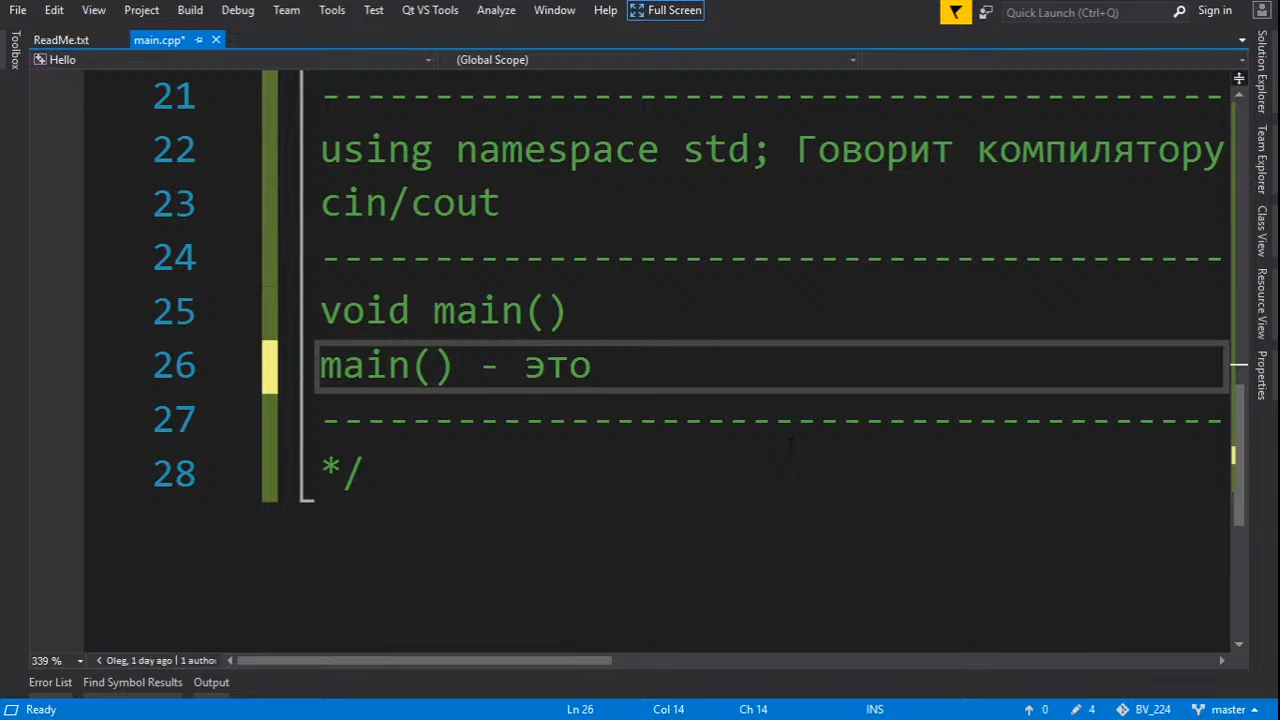 File Edit View Project Build Debug Team Tools Test Qt VS Tools Analyze Window Help Full Screen Quick Launch (Ctrl+Q) Sign in
ReadMe.txt main.cpp*
Hello (Global Scope)
Toolbox
21 -----------------------------------------
22 using namespace std; Говорит компилятору
23 cin/cout
24 -----------------------------------------
25 void main()
26 main() - это
27 -----------------------------------------
28 */
Solution Explorer
Team Explorer
Class View
Resource View
Properties
339 % Oleg, 1 day ago | 1 autho
Error List Find Symbol Results Output
Ready Ln 26 Col 14 Ch 14 INS 0 4 BV_224 master